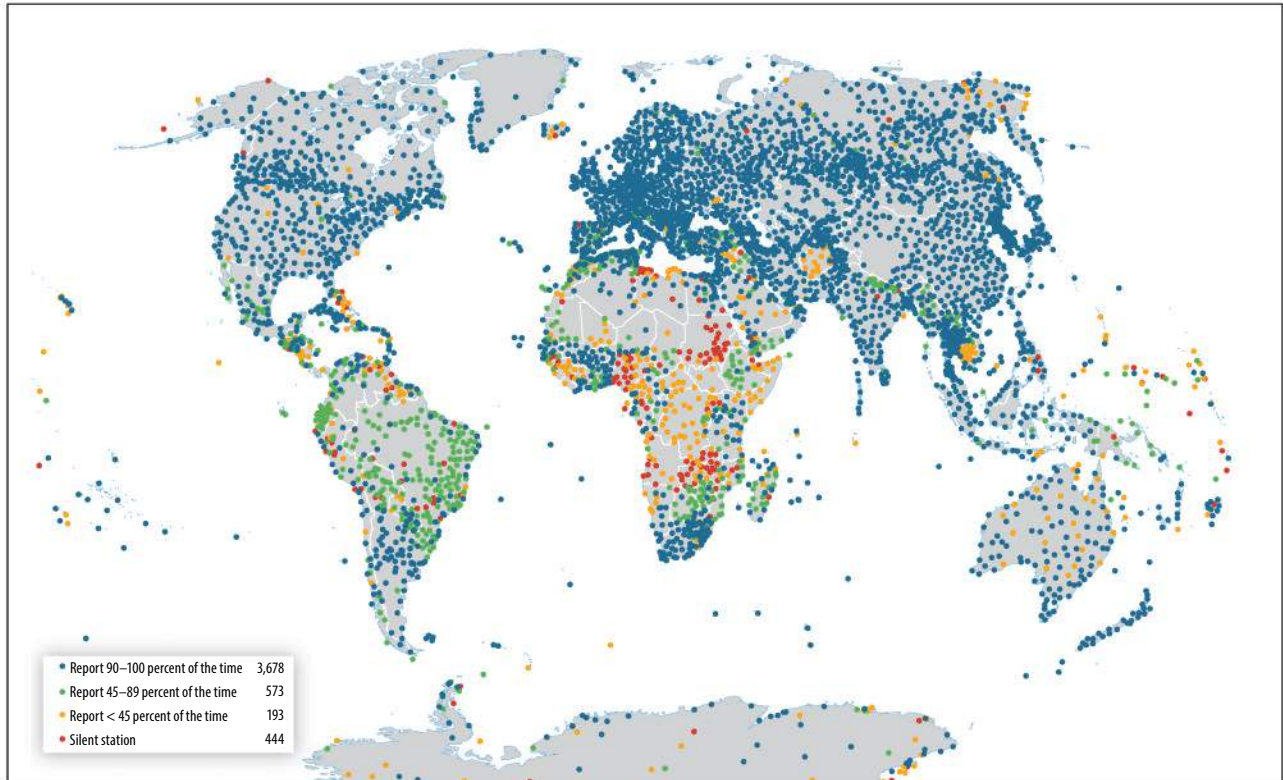 Report 90–100 percent of the time 3,678
Report 45–89 percent of the time 573
Report < 45 percent of the time 193
Silent station 444